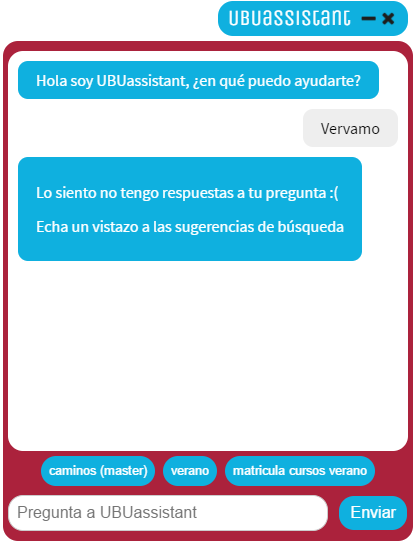 UBUassistant
Hola soy UBUassistant, ¿en qué puedo ayudarte?
Vervamo
Lo siento no tengo respuestas a tu pregunta :(
Echa un vistazo a las sugerencias de búsqueda
caminos (master) verano matricula cursos verano
Pregunta a UBUassistant Enviar